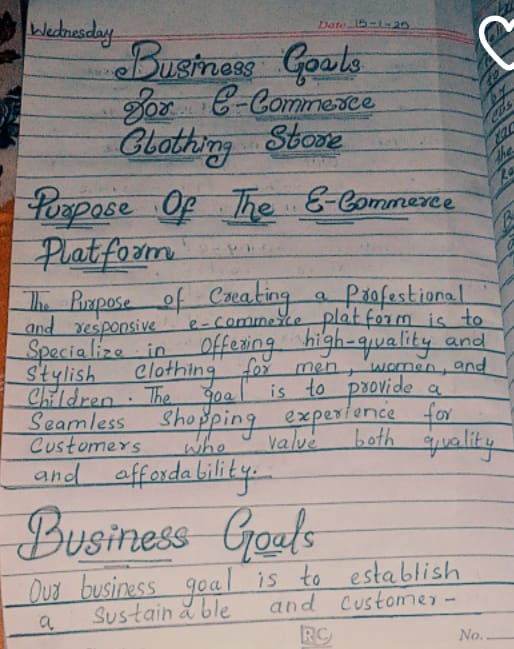 Wednesday
Date 15-1-25
Business Goals
for E-Commerce
Clothing Store
Purpose Of The E-Commerce
Platform
The Purpose of Creating a Profestional
and responsive e-commerce platform is to
Specialize in Offering high-quality and
Stylish Clothing for men, women, and
Children. The goal is to provide a
Seamless Shopping experience for
Customers who value both quality
and affordability.
Business Goals
Our business goal is to establish
a Sustainable and Customer-
RC
No.